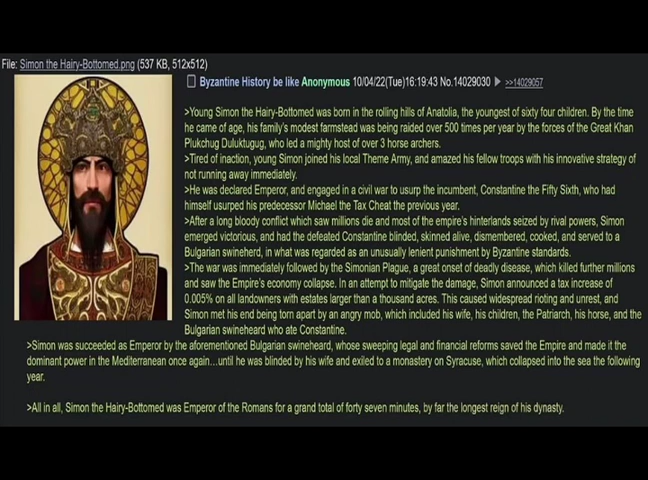 File: Simon the Hairy-Bottomed.png (537 KB, 512x512)
Byzantine History be like Anonymous 10/04/22(Tue)16:19:43 No.14029030 ▶ >>14029057
>Young Simon the Hairy-Bottomed was born in the rolling hills of Anatolia, the youngest of sixty four children. By the time
he came of age, his family's modest farmstead was being raided over 500 times per year by the forces of the Great Khan
Plukchug Duluktugug, who led a mighty host of over 3 horse archers.
>Tired of inaction, young Simon joined his local Theme Army, and amazed his fellow troops with his innovative strategy of
not running away immediately.
>He was declared Emperor, and engaged in a civil war to usurp the incumbent, Constantine the Fifty Sixth, who had
himself usurped his predecessor Michael the Tax Cheat the previous year.
>After a long bloody conflict which saw millions die and most of the empire's hinterlands seized by rival powers, Simon
emerged victorious, and had the defeated Constantine blinded, skinned alive, dismembered, cooked, and served to a
Bulgarian swineherd, in what was regarded as an unusually lenient punishment by Byzantine standards.
>The war was immediately followed by the Simonian Plague, a great onset of deadly disease, which killed further millions
and saw the Empire's economy collapse. In an attempt to mitigate the damage, Simon announced a tax increase of
0.005% on all landowners with estates larger than a thousand acres. This caused widespread rioting and unrest, and
Simon met his end being torn apart by an angry mob, which included his wife, his children, the Patriarch, his horse, and the
Bulgarian swineheard who ate Constantine.
>Simon was succeeded as Emperor by the aforementioned Bulgarian swineheard, whose sweeping legal and financial reforms saved the Empire and made it the
dominant power in the Mediterranean once again...until he was blinded by his wife and exiled to a monastery on Syracuse, which collapsed into the sea the following
year.
>All in all, Simon the Hairy-Bottomed was Emperor of the Romans for a grand total of forty seven minutes, by far the longest reign of his dynasty.